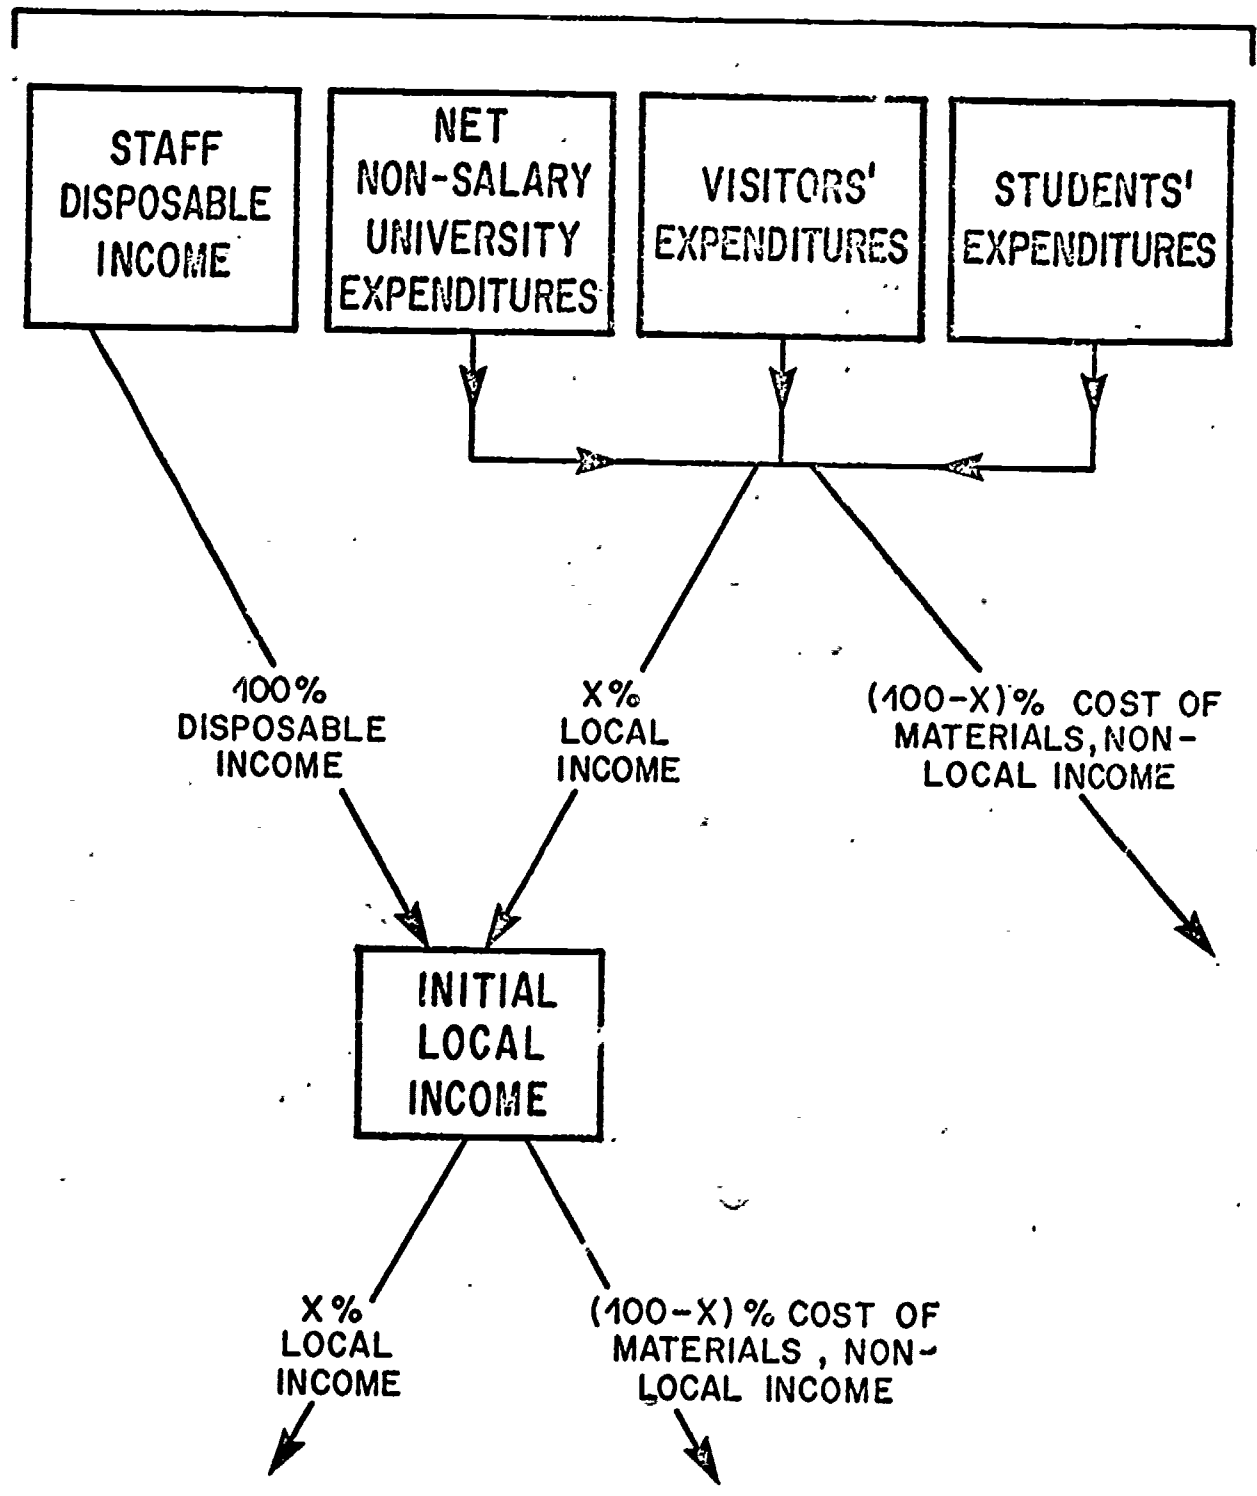 STAFF
DISPOSABLE
INCOME
NET
NON-SALARY
UNIVERSITY
EXPENDITURES
VISITORS'
EXPENDITURES
STUDENTS'
EXPENDITURES
100%
DISPOSABLE
INCOME
X%
LOCAL
INCOME
(100-X)% COST OF
MATERIALS, NON-
LOCAL INCOME
INITIAL
LOCAL
INCOME
X%
LOCAL
INCOME
(100-X)% COST OF
MATERIALS, NON-
LOCAL INCOME